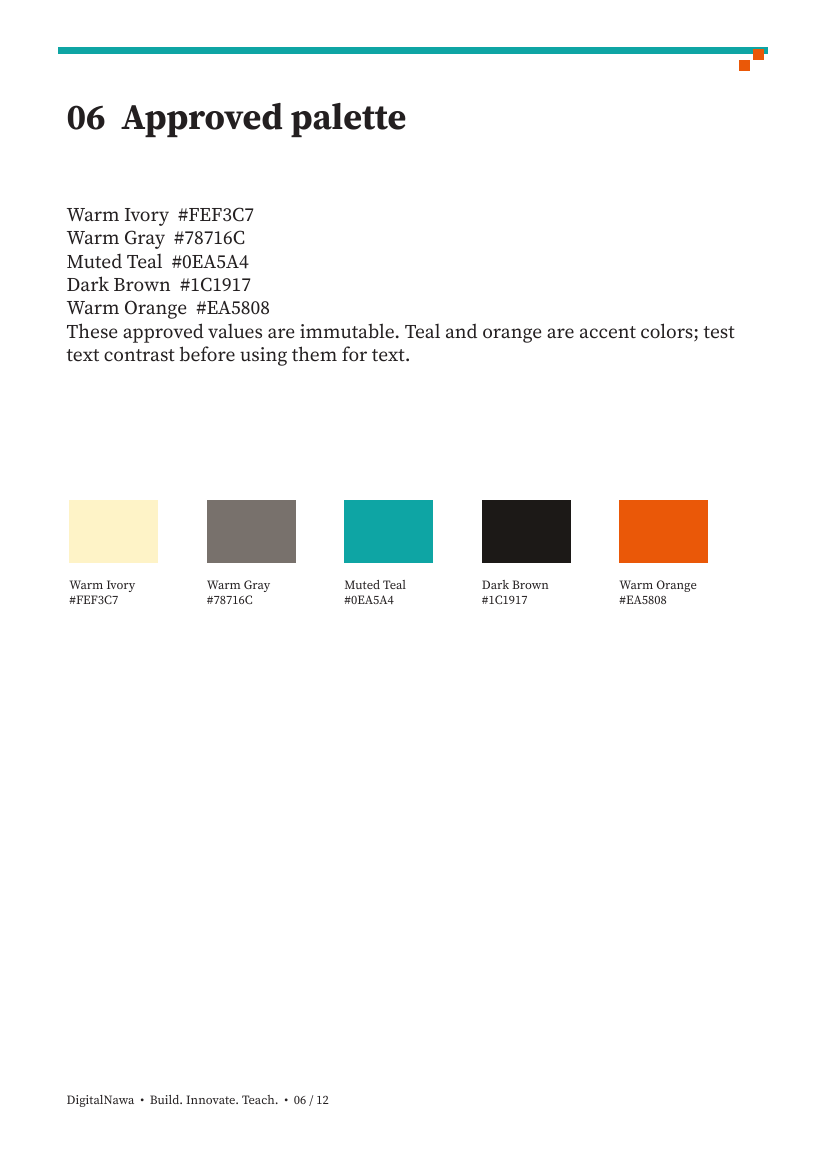 06 Approved palette
Warm Ivory #FEF3C7
Warm Gray #78716C
Muted Teal #0EA5A4
Dark Brown #1C1917
Warm Orange #EA5808
These approved values are immutable. Teal and orange are accent colors; test
text contrast before using them for text.
Warm Ivory
#FEF3C7
Warm Gray
#78716C
Muted Teal
#0EA5A4
Dark Brown
#1C1917
Warm Orange
#EA5808
DigitalNawa • Build. Innovate. Teach. • 06 / 12